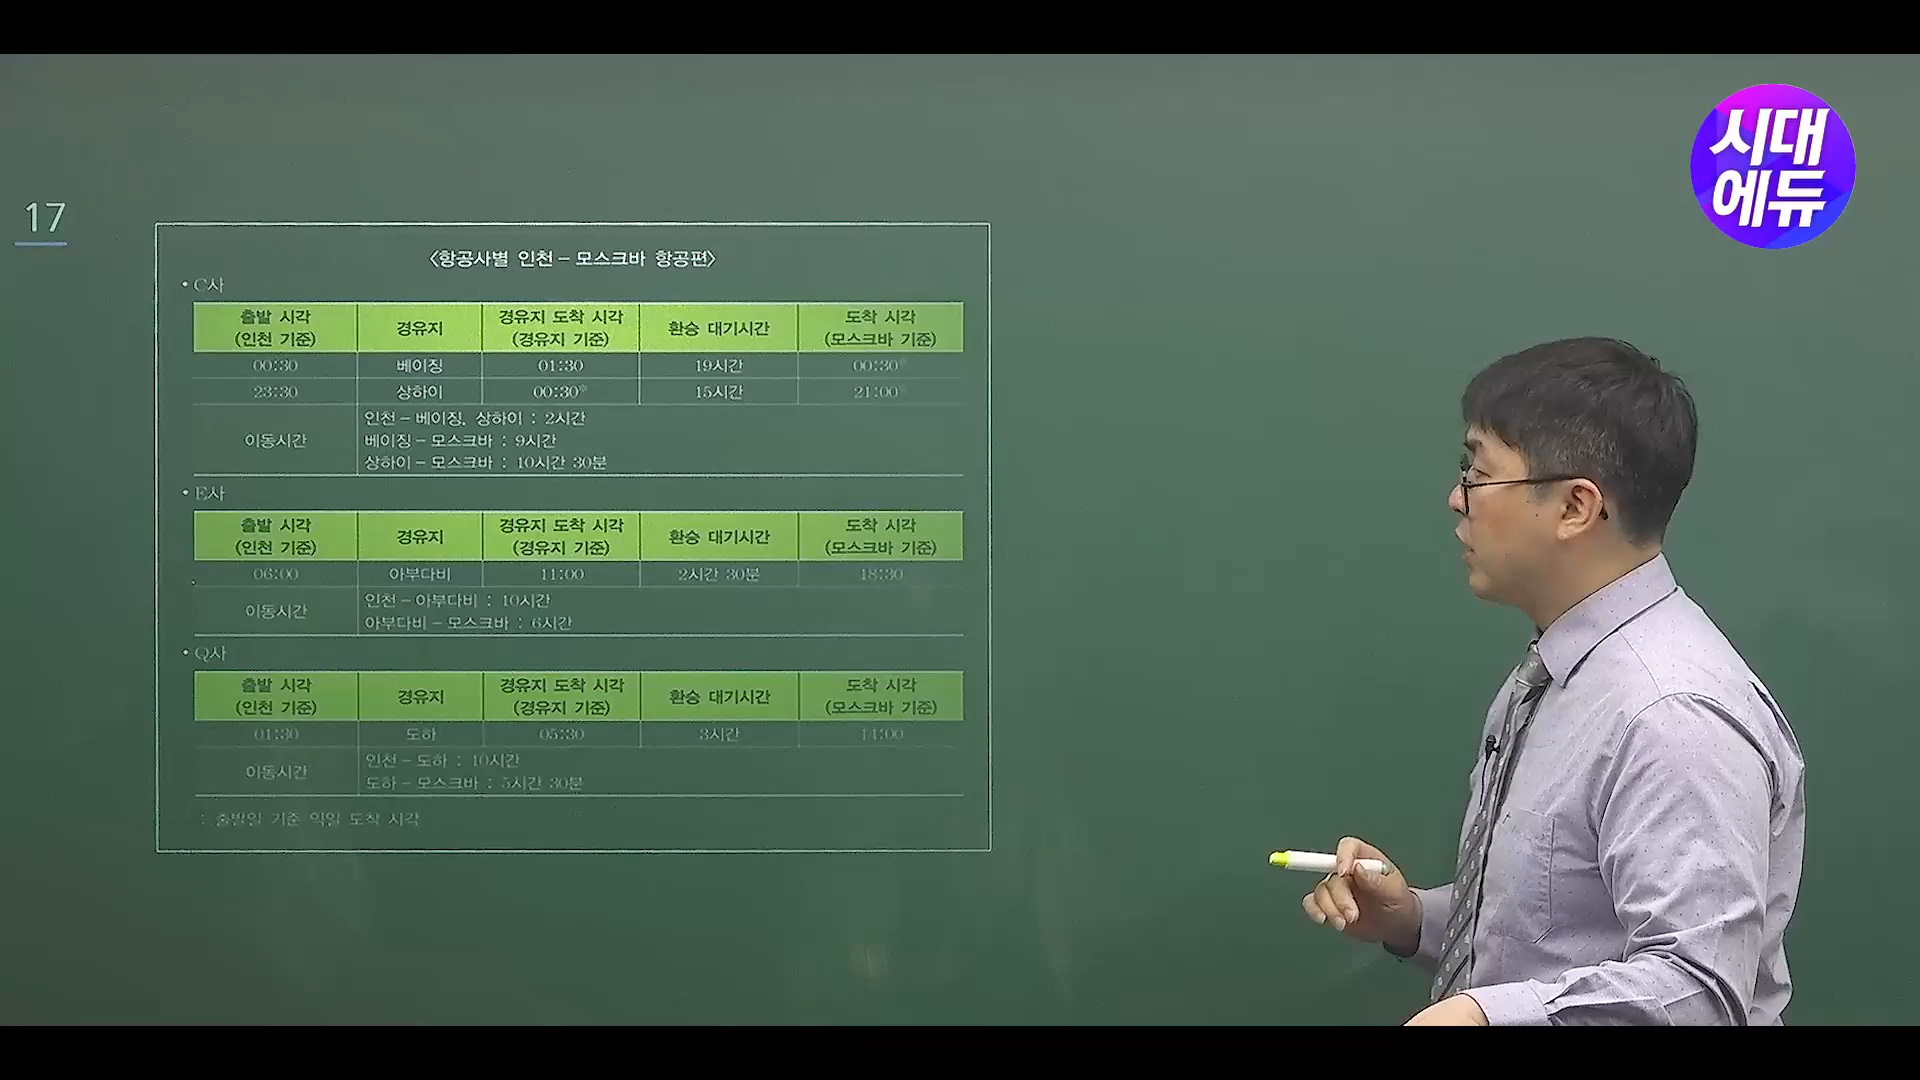 시대
에듀
17
<항공사별 인천 – 모스크바 항공편>
• C사
출발 시각 (인천 기준) 경유지 경유지 도착 시각 (경유지 기준) 환승 대기시간 도착 시각 (모스크바 기준)
00:30 베이징 01:30 19시간 00:30※
23:30 상하이 00:30※ 15시간 21:00※
이동시간
인천 – 베이징, 상하이 : 2시간
베이징 – 모스크바 : 9시간
상하이 – 모스크바 : 10시간 30분
• E사
출발 시각 (인천 기준) 경유지 경유지 도착 시각 (경유지 기준) 환승 대기시간 도착 시각 (모스크바 기준)
06:00 아부다비 11:00 2시간 30분 18:30
이동시간
인천 – 아부다비 : 10시간
아부다비 – 모스크바 : 6시간
• Q사
출발 시각 (인천 기준) 경유지 경유지 도착 시각 (경유지 기준) 환승 대기시간 도착 시각 (모스크바 기준)
01:30 도하 05:30 3시간 14:00
이동시간
인천 – 도하 : 10시간
도하 – 모스크바 : 5시간 30분
: 출발일 기준 익일 도착 시각